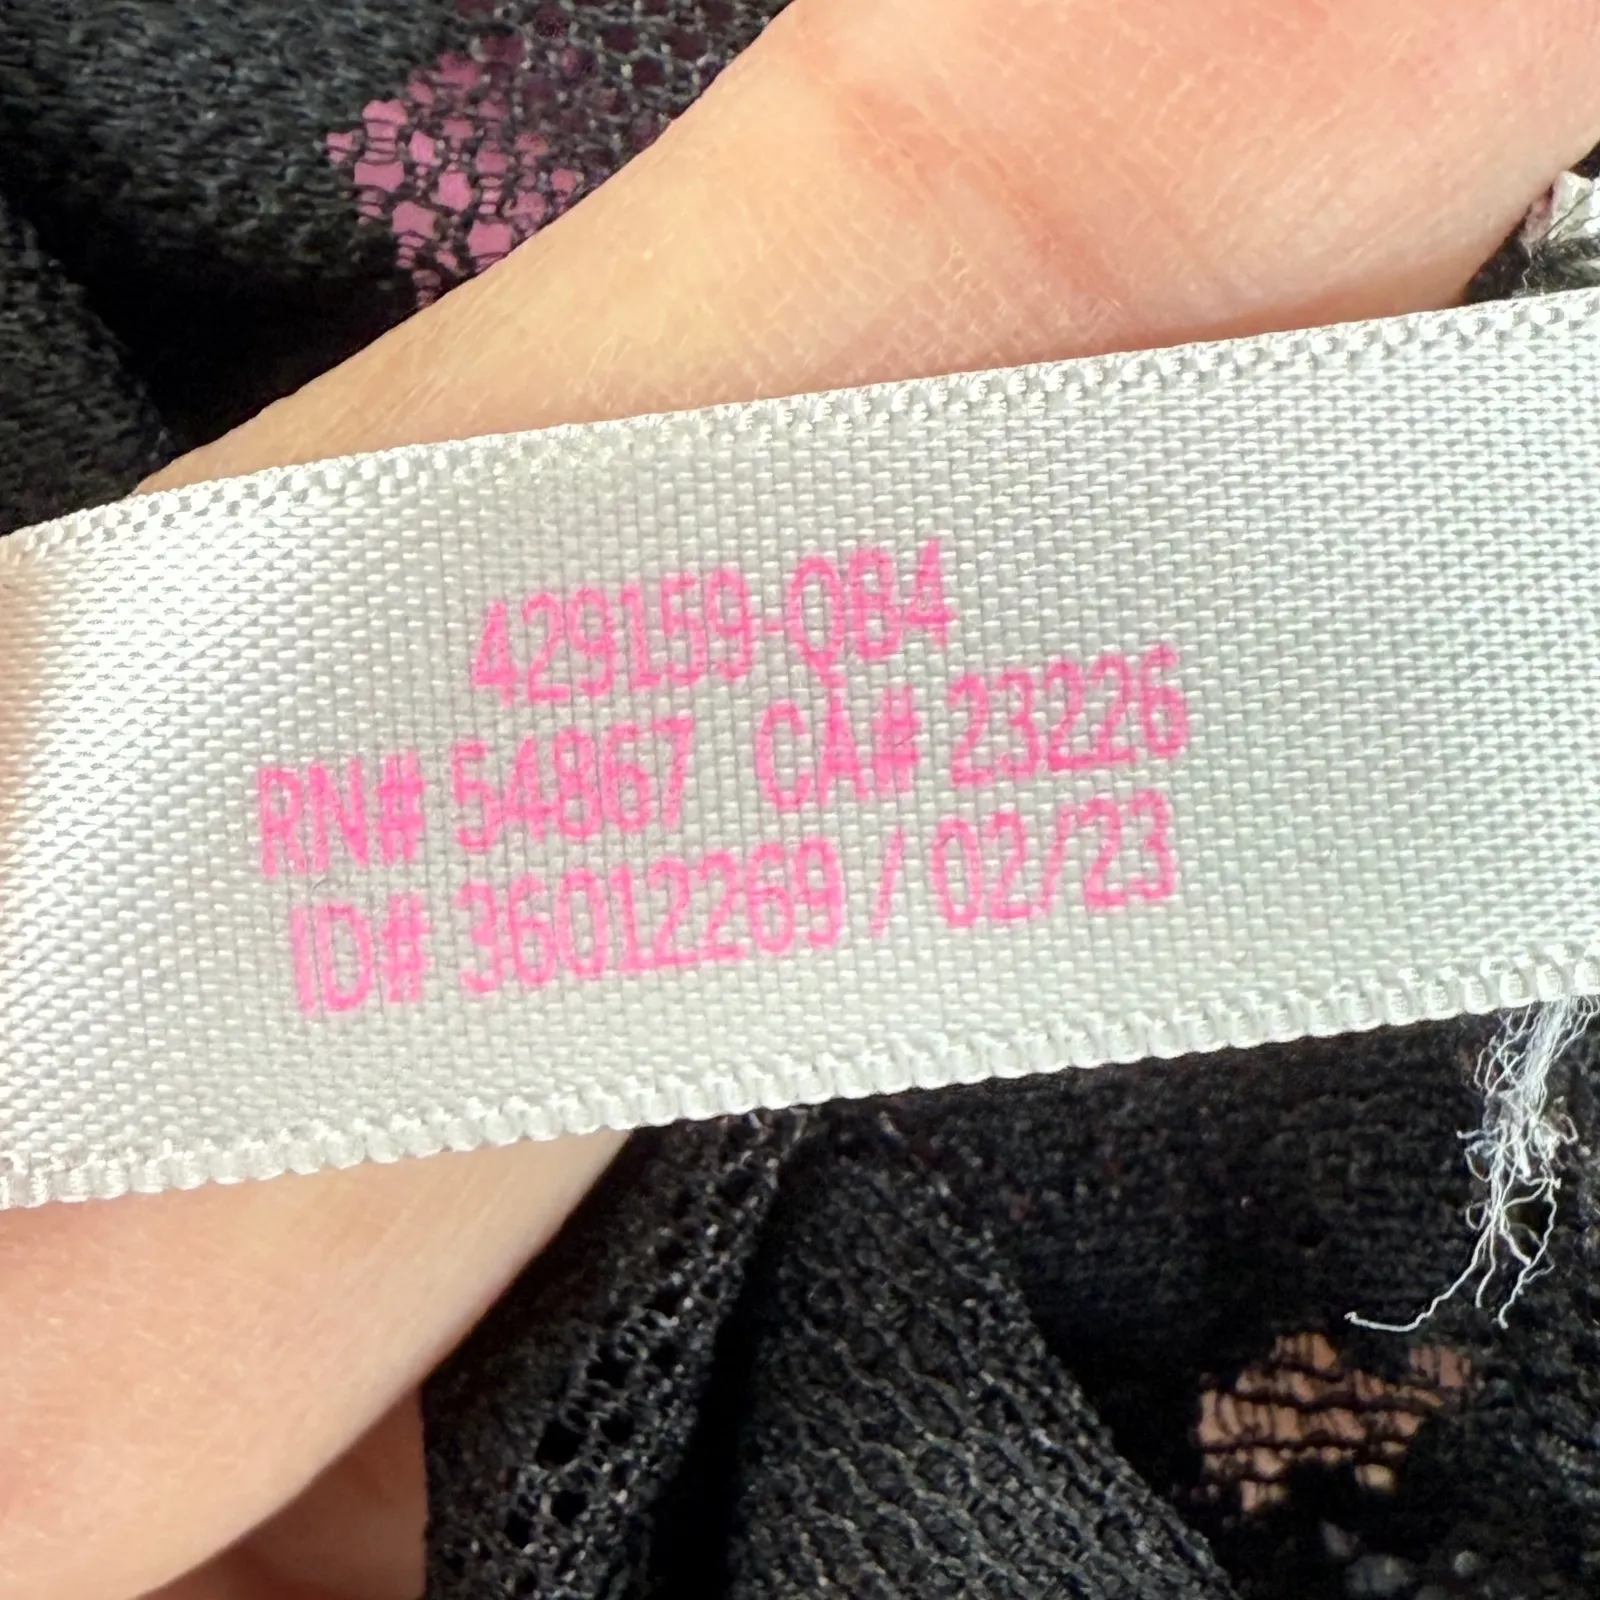 429159-QB4
RN# 54867 CA# 23226
ID# 36012269 / 02/23